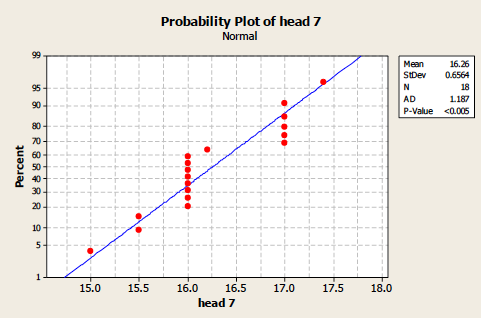 Probability Plot of head 7
Normal
99
95
90
80
70
60
50
40
30
20
10
5
1
Percent
15.0 15.5 16.0 16.5 17.0 17.5 18.0
head 7
Mean 16.26
StDev 0.6564
N 18
AD 1.187
P-Value <0.005